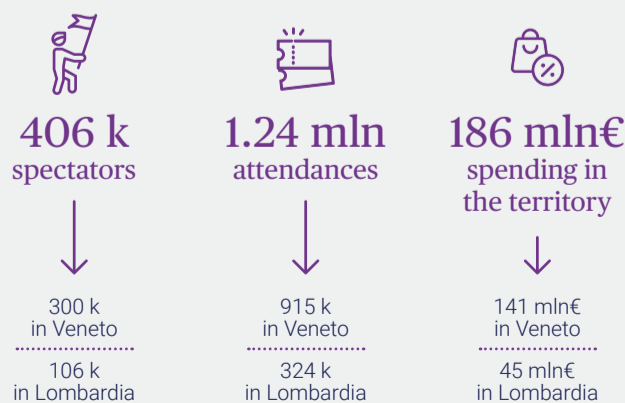 406 k
spectators
300 k
in Veneto
106 k
in Lombardia
1.24 mln
attendances
915 k
in Veneto
324 k
in Lombardia
%
186 mln€
spending in
the territory
141 mln€
in Veneto
45 mln€
in Lombardia